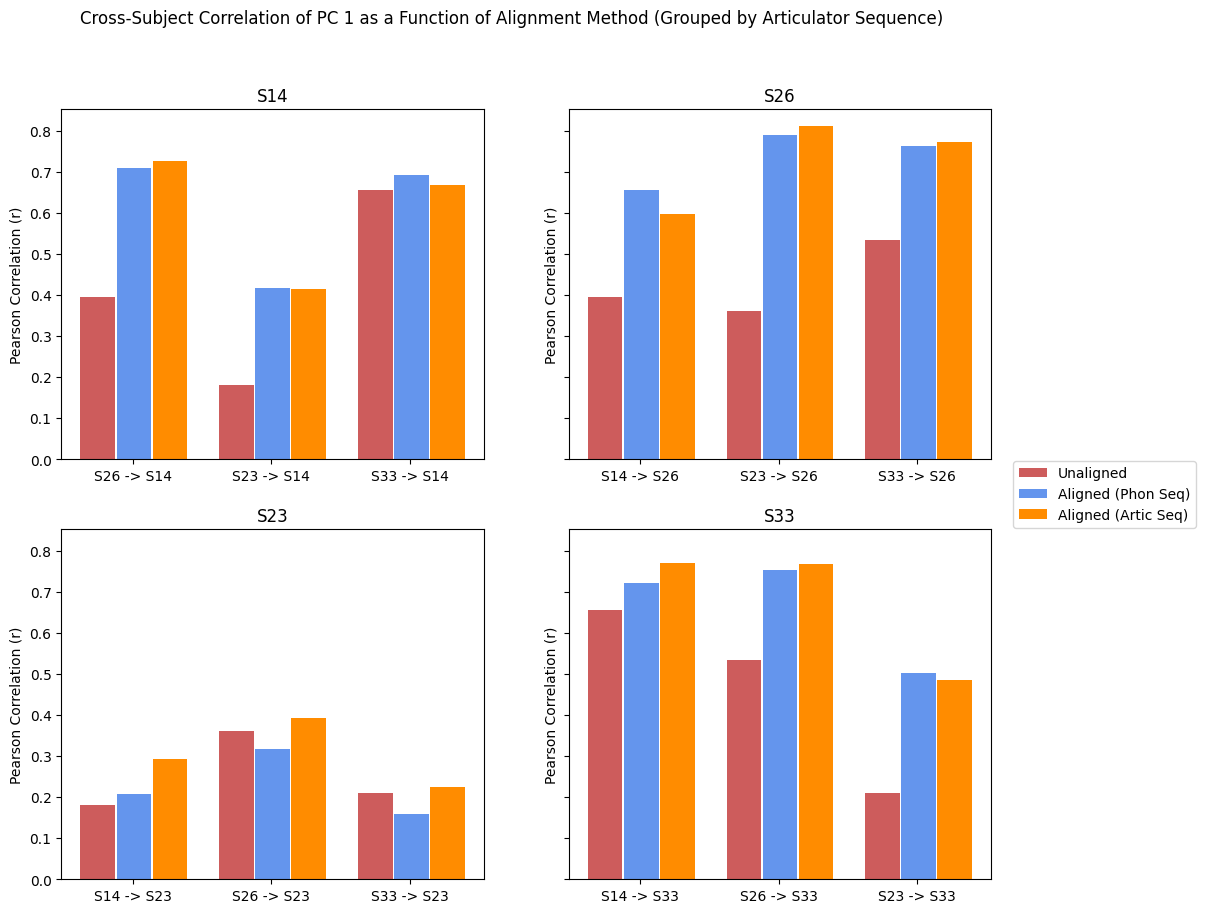 Cross-Subject Correlation of PC 1 as a Function of Alignment Method (Grouped by Articulator Sequence)
S14
Pearson Correlation (r)
0.8
0.7
0.6
0.5
0.4
0.3
0.2
0.1
0.0
S26 -> S14 S23 -> S14 S33 -> S14
S26
Pearson Correlation (r)
S14 -> S26 S23 -> S26 S33 -> S26
Unaligned
Aligned (Phon Seq)
Aligned (Artic Seq)
S23
Pearson Correlation (r)
0.8
0.7
0.6
0.5
0.4
0.3
0.2
0.1
0.0
S14 -> S23 S26 -> S23 S33 -> S23
S33
Pearson Correlation (r)
S14 -> S33 S26 -> S33 S23 -> S33